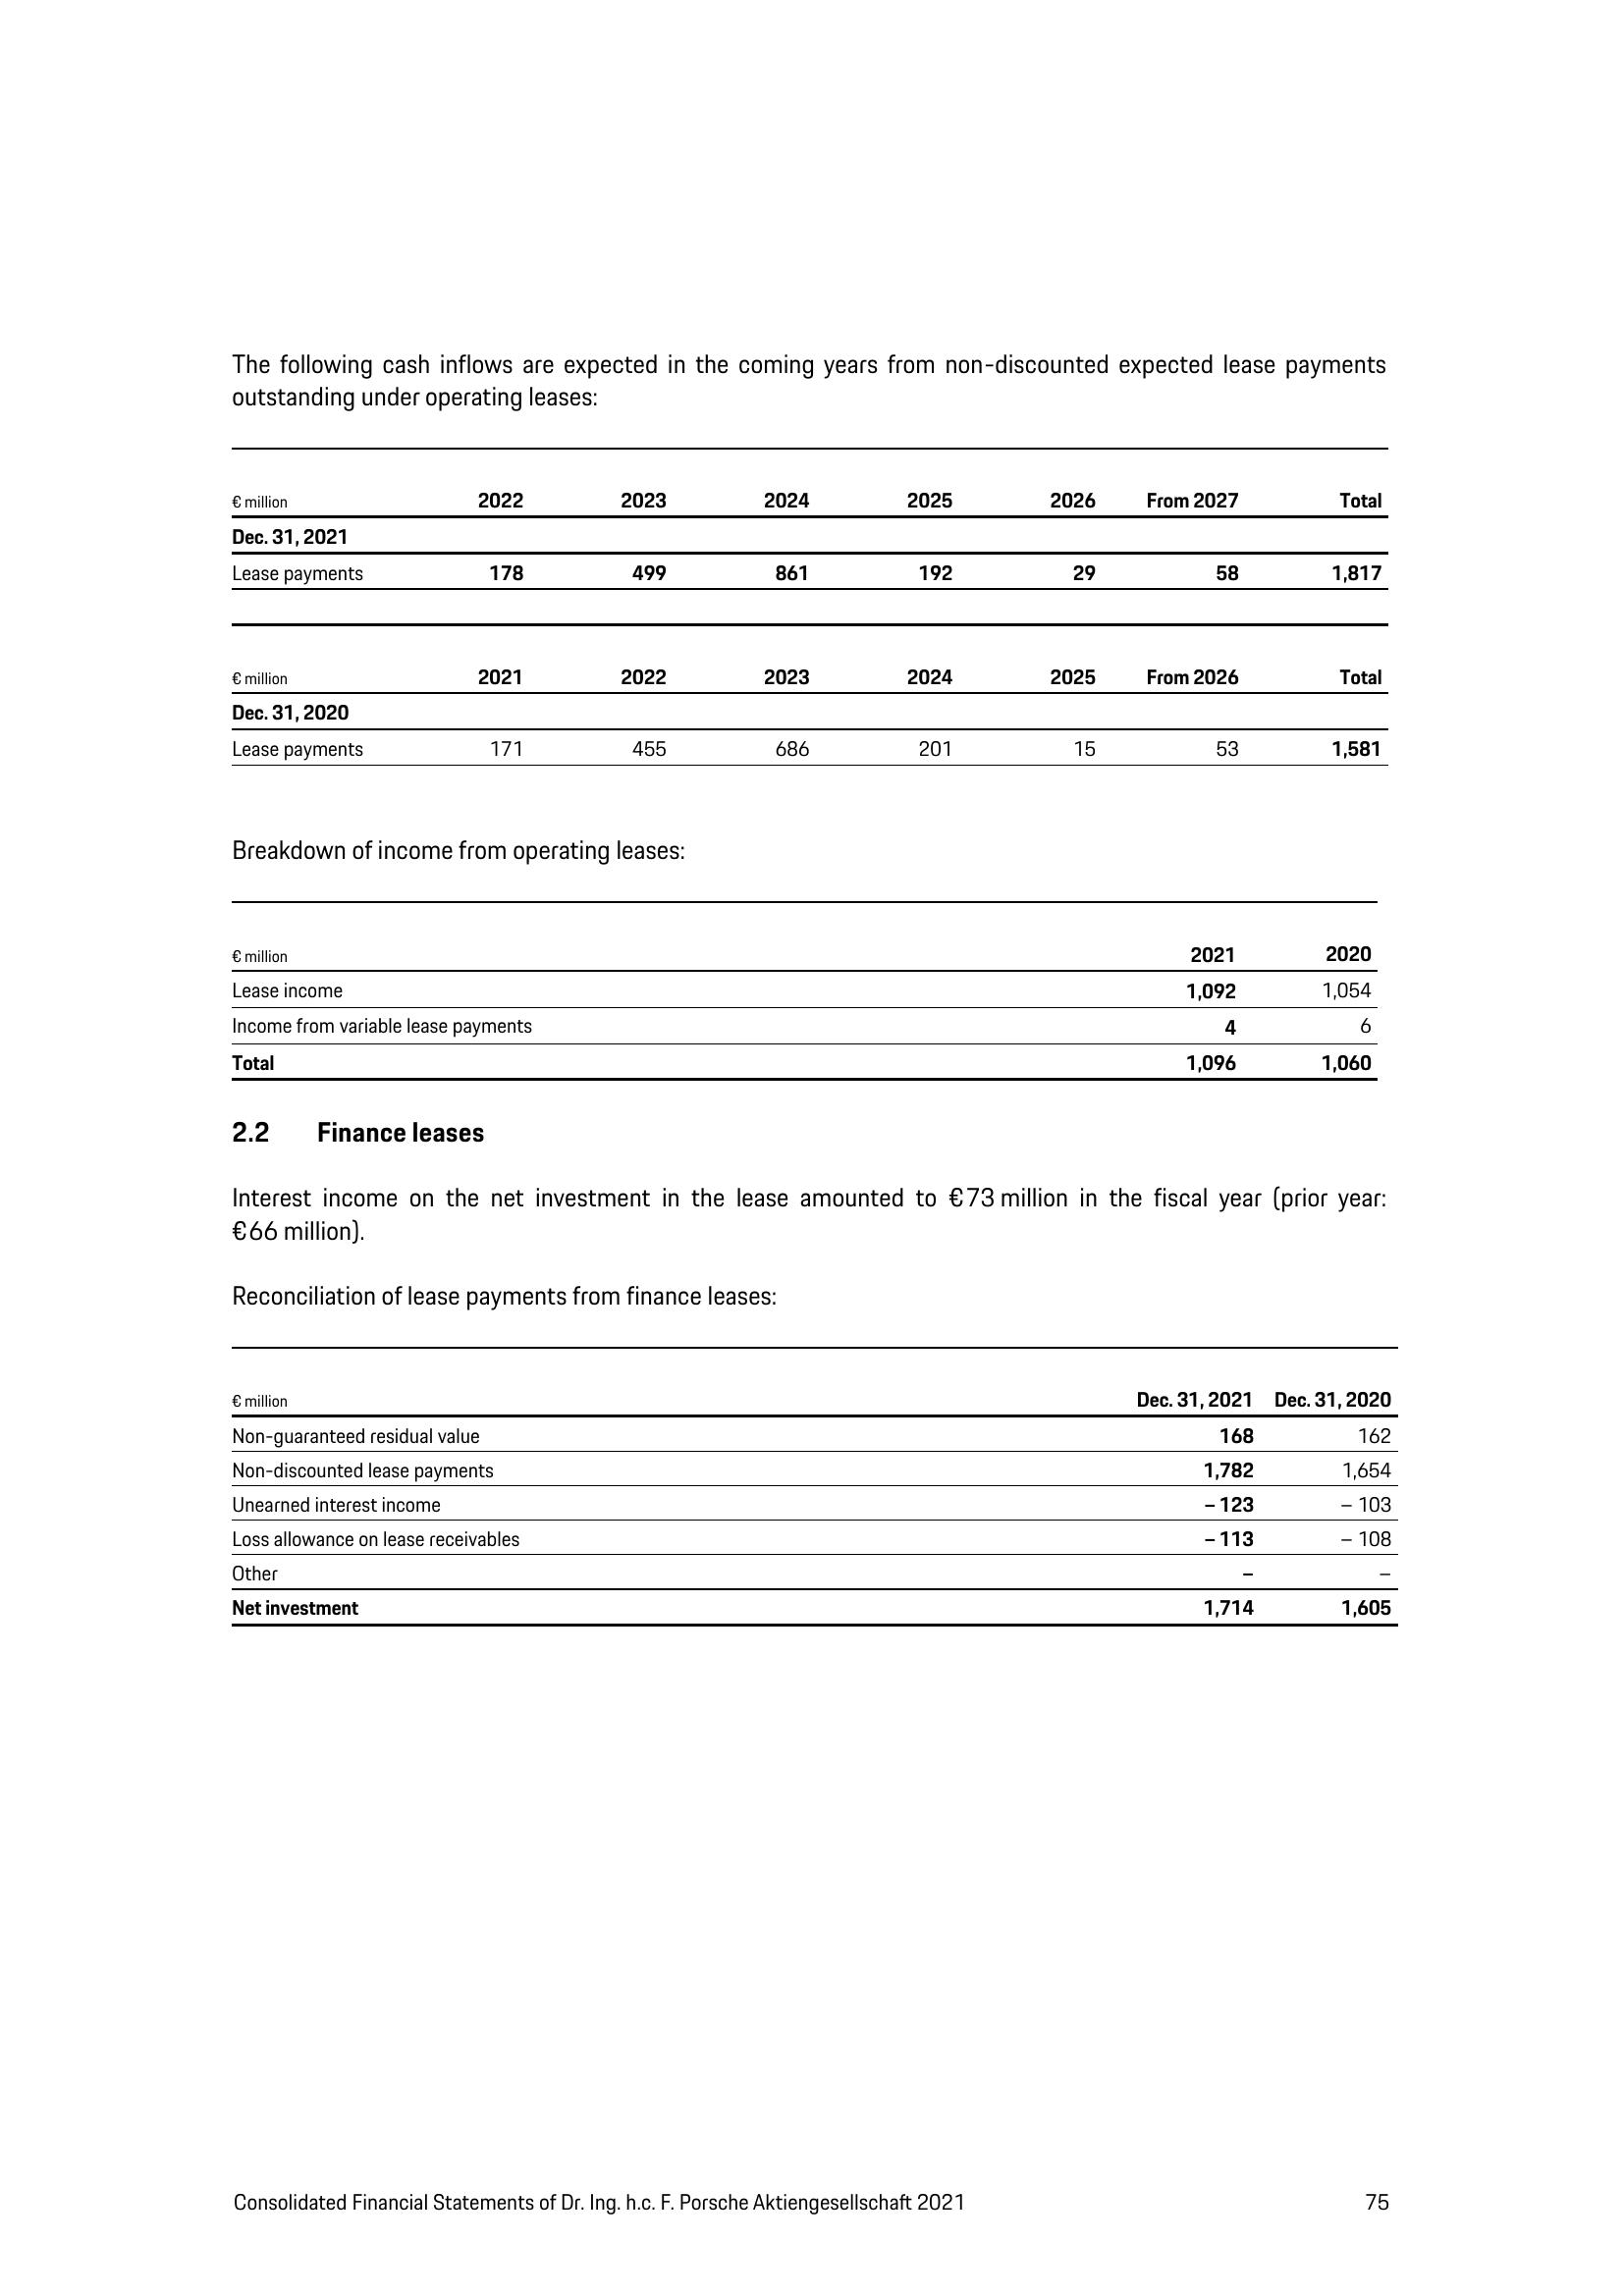 The following cash inflows are expected in the coming years from non-discounted expected lease payments
outstanding under operating leases:
€ million 2022 2023 2024 2025 2026 From 2027 Total
Dec. 31, 2021
Lease payments 178 499 861 192 29 58 1,817
€ million 2021 2022 2023 2024 2025 From 2026 Total
Dec. 31, 2020
Lease payments 171 455 686 201 15 53 1,581
Breakdown of income from operating leases:
€ million 2021 2020
Lease income 1,092 1,054
Income from variable lease payments 4 6
Total 1,096 1,060
2.2 Finance leases
Interest income on the net investment in the lease amounted to €73 million in the fiscal year (prior year:
€66 million).
Reconciliation of lease payments from finance leases:
€ million Dec. 31, 2021 Dec. 31, 2020
Non-guaranteed residual value 168 162
Non-discounted lease payments 1,782 1,654
Unearned interest income – 123 – 103
Loss allowance on lease receivables – 113 – 108
Other – –
Net investment 1,714 1,605
Consolidated Financial Statements of Dr. Ing. h.c. F. Porsche Aktiengesellschaft 2021 75